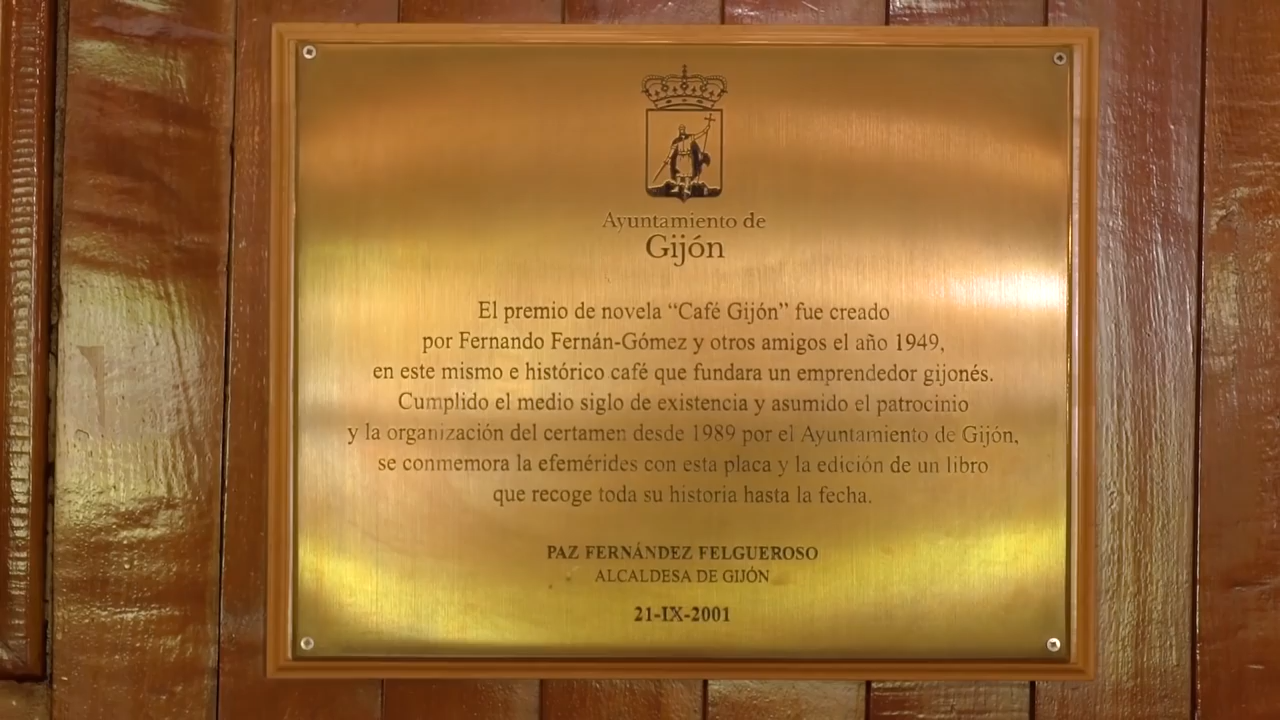 Ayuntamiento de
Gijón
El premio de novela “Café Gijón” fue creado
por Fernando Fernán-Gómez y otros amigos el año 1949,
en este mismo e histórico café que fundara un emprendedor gijonés.
Cumplido el medio siglo de existencia y asumido el patrocinio
y la organización del certamen desde 1989 por el Ayuntamiento de Gijón,
se conmemora la efemérides con esta placa y la edición de un libro
que recoge toda su historia hasta la fecha.
PAZ FERNÁNDEZ FELGUEROSO
ALCALDESA DE GIJÓN
21-IX-2001